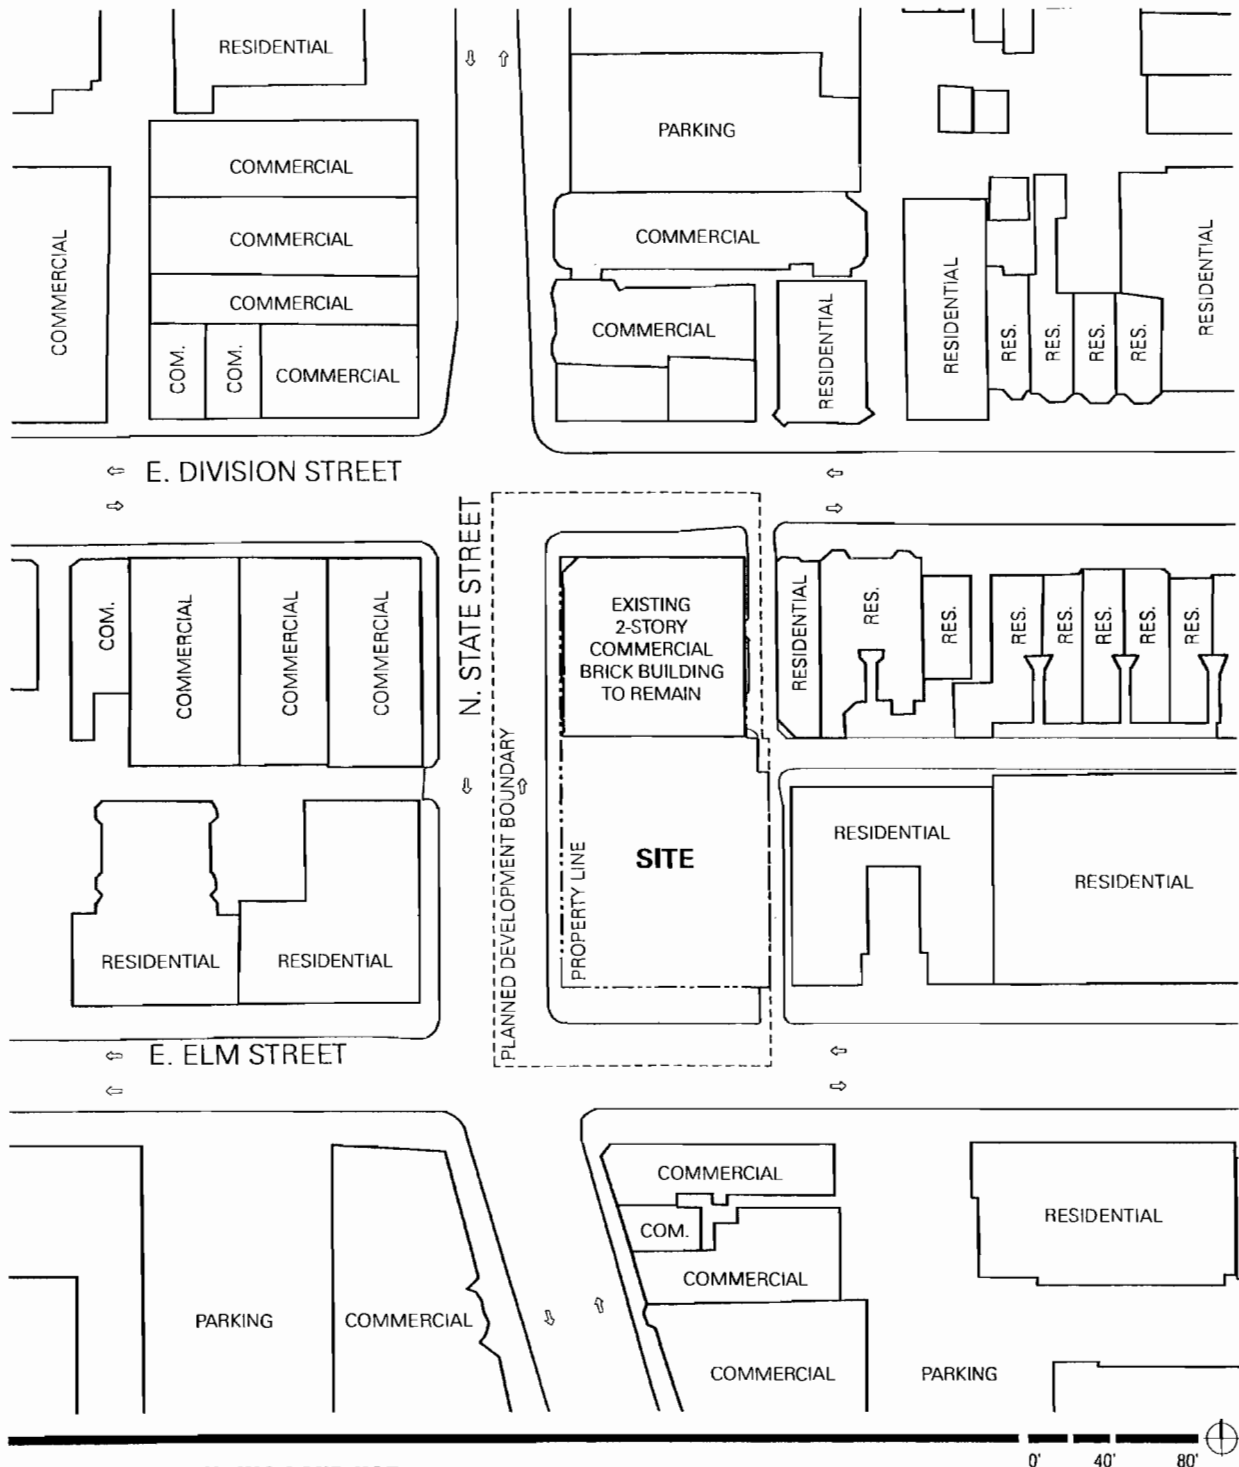 RESIDENTIAL
PARKING
COMMERCIAL
COMMERCIAL
COMMERCIAL
COMMERCIAL
COMMERCIAL
COM.
COM.
COMMERCIAL
COMMERCIAL
RESIDENTIAL
RESIDENTIAL
RES.
RES.
RES.
RES.
RESIDENTIAL
E. DIVISION STREET
N. STATE STREET
COM.
COMMERCIAL
COMMERCIAL
COMMERCIAL
EXISTING
2-STORY
COMMERCIAL
BRICK BUILDING
TO REMAIN
RESIDENTIAL
RES.
RES.
RES.
RES.
RES.
RES.
RES.
PLANNED DEVELOPMENT BOUNDARY
PROPERTY LINE
SITE
RESIDENTIAL
RESIDENTIAL
RESIDENTIAL
RESIDENTIAL
E. ELM STREET
COMMERCIAL
COM.
COMMERCIAL
RESIDENTIAL
PARKING
COMMERCIAL
COMMERCIAL
PARKING
0' 40' 80'